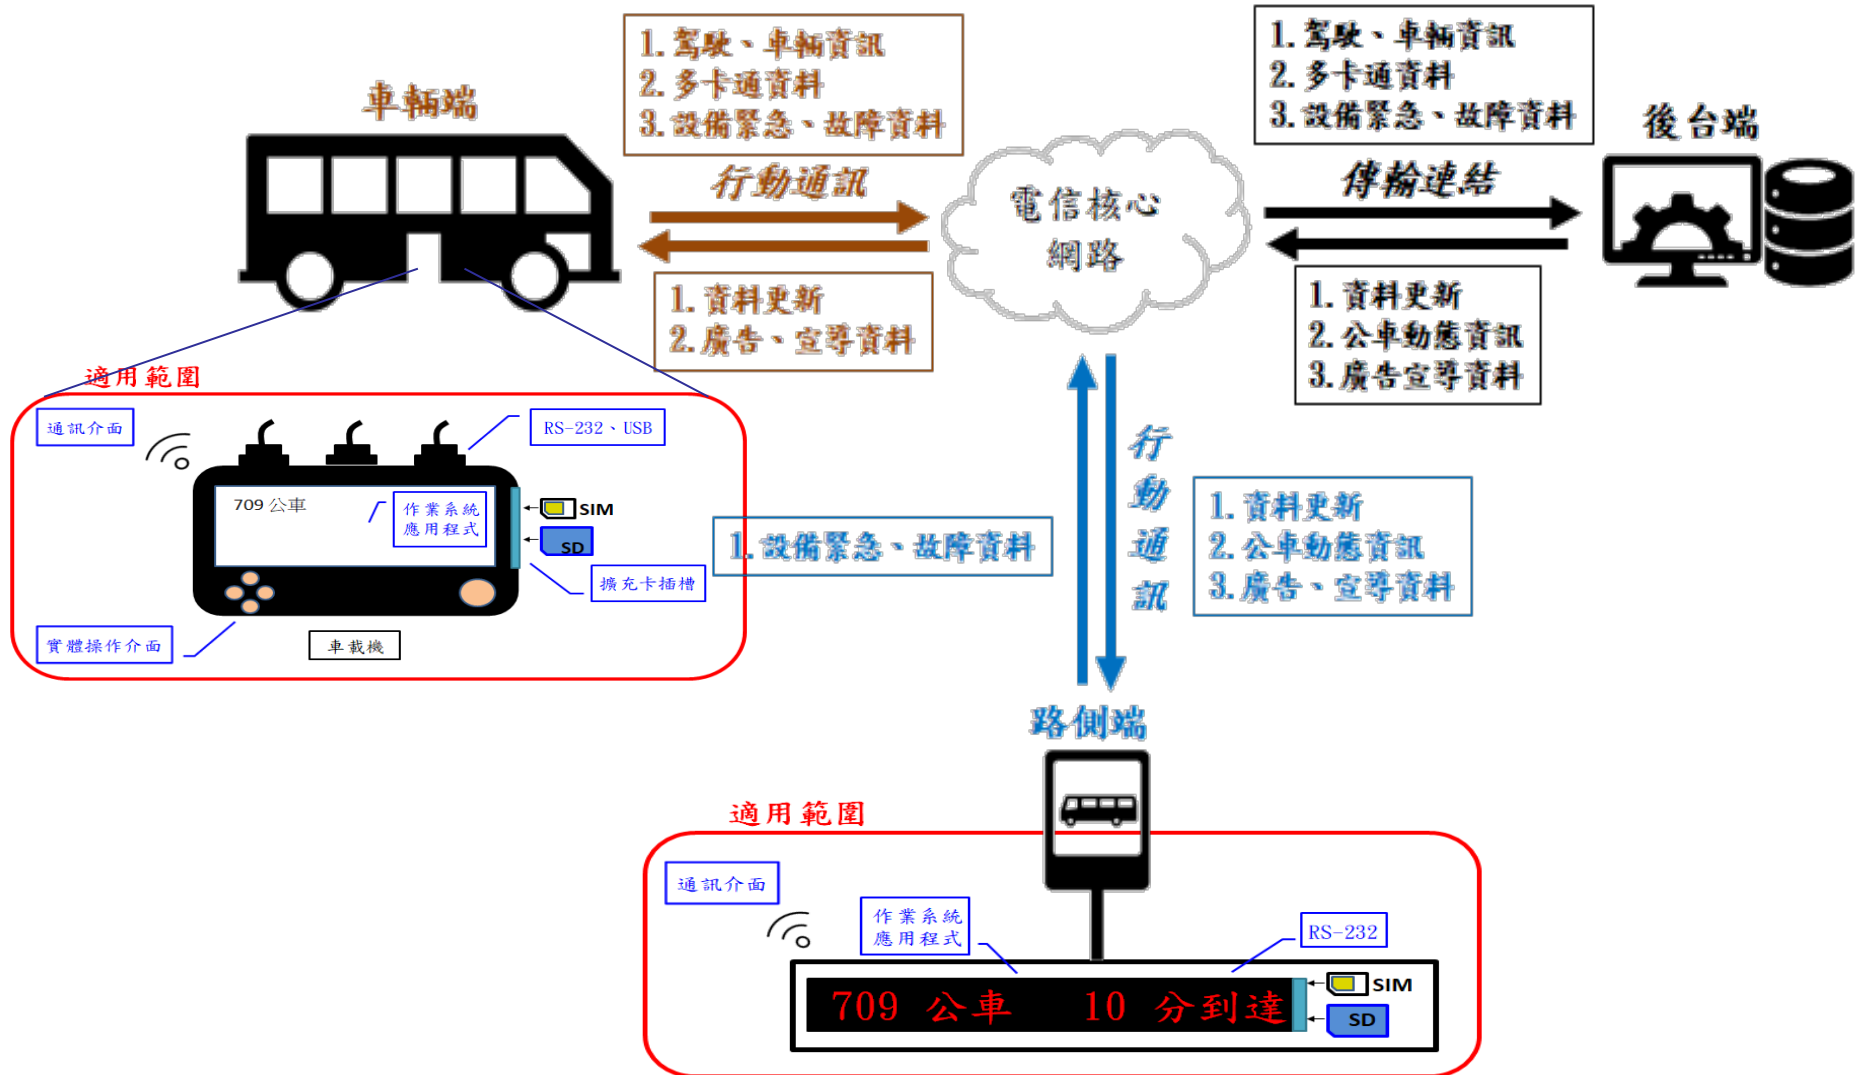 車輛端
1.駕駛、車輛資訊
2.多卡通資料
3.設備緊急、故障資料
行動通訊
1.資料更新
2.廣告、宣導資料
電信核心
網路
1.駕駛、車輛資訊
2.多卡通資料
3.設備緊急、故障資料
傳輸連結
1.資料更新
2.公車動態資訊
3.廣告宣導資料
後台端
適用範圍
通訊介面
RS-232、USB
709 公車
作業系統
應用程式
SIM
SD
擴充卡插槽
實體操作介面
車載機
1.設備緊急、故障資料
行動通訊
1.資料更新
2.公車動態資訊
3.廣告、宣導資料
路側端
適用範圍
通訊介面
作業系統
應用程式
RS-232
709 公車 10 分到達
SIM
SD